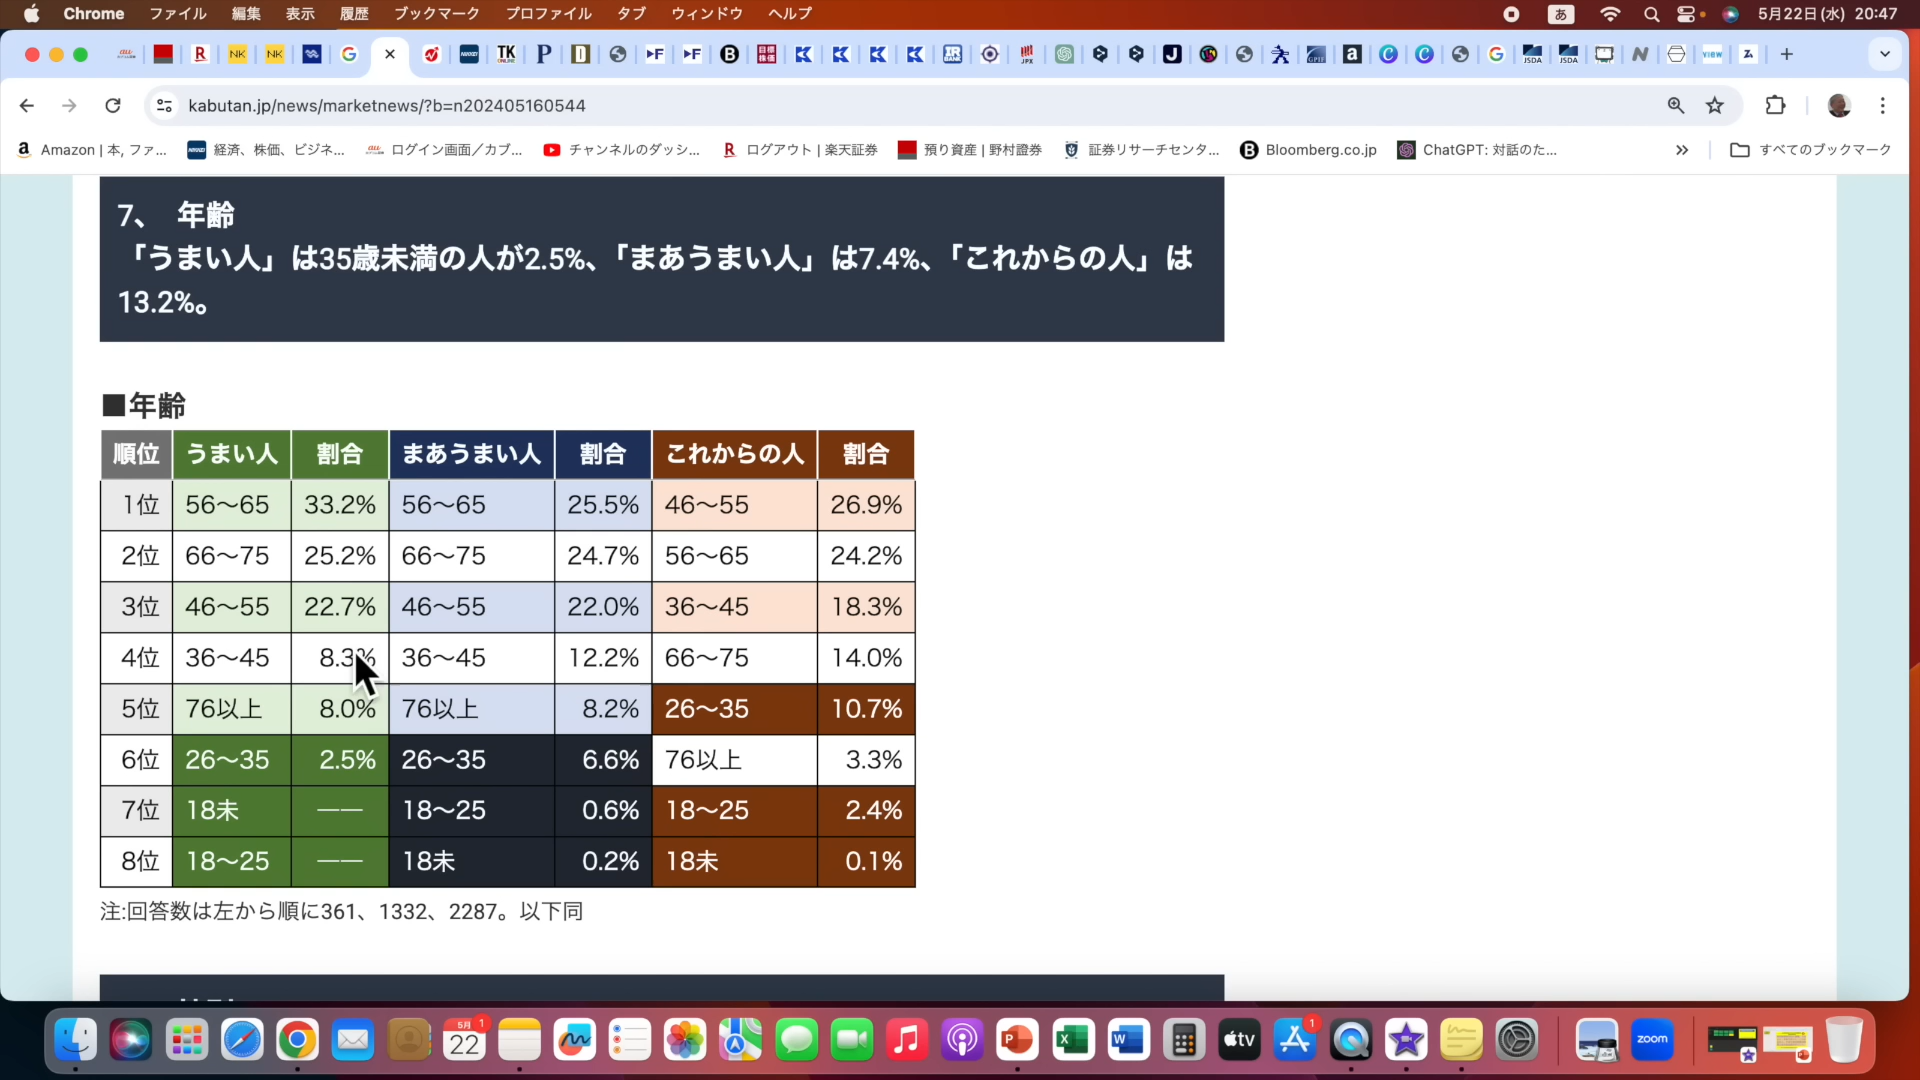 Chrome ファイル 編集 表示 履歴 ブックマーク プロファイル タブ ウィンドウ ヘルプ あ 5月22日(水) 20:47
kabutan.jp/news/marketnews/?b=n202405160544
Amazon | 本, ファ... 経済、株価、ビジネ... ログイン画面／カブ... チャンネルのダッシ... ログアウト | 楽天証券 預り資産 | 野村證券 証券リサーチセンタ... Bloomberg.co.jp ChatGPT: 対話のた... すべてのブックマーク
7、 年齢
「うまい人」は35歳未満の人が2.5%、「まあうまい人」は7.4%、「これからの人」は
13.2%。
■年齢
順位 うまい人 割合 まあうまい人 割合 これからの人 割合
1位 56〜65 33.2% 56〜65 25.5% 46〜55 26.9%
2位 66〜75 25.2% 66〜75 24.7% 56〜65 24.2%
3位 46〜55 22.7% 46〜55 22.0% 36〜45 18.3%
4位 36〜45 8.3% 36〜45 12.2% 66〜75 14.0%
5位 76以上 8.0% 76以上 8.2% 26〜35 10.7%
6位 26〜35 2.5% 26〜35 6.6% 76以上 3.3%
7位 18未 —— 18〜25 0.6% 18〜25 2.4%
8位 18〜25 —— 18未 0.2% 18未 0.1%
注:回答数は左から順に361、1332、2287。以下同
5月 22 1 tv 1 zoom